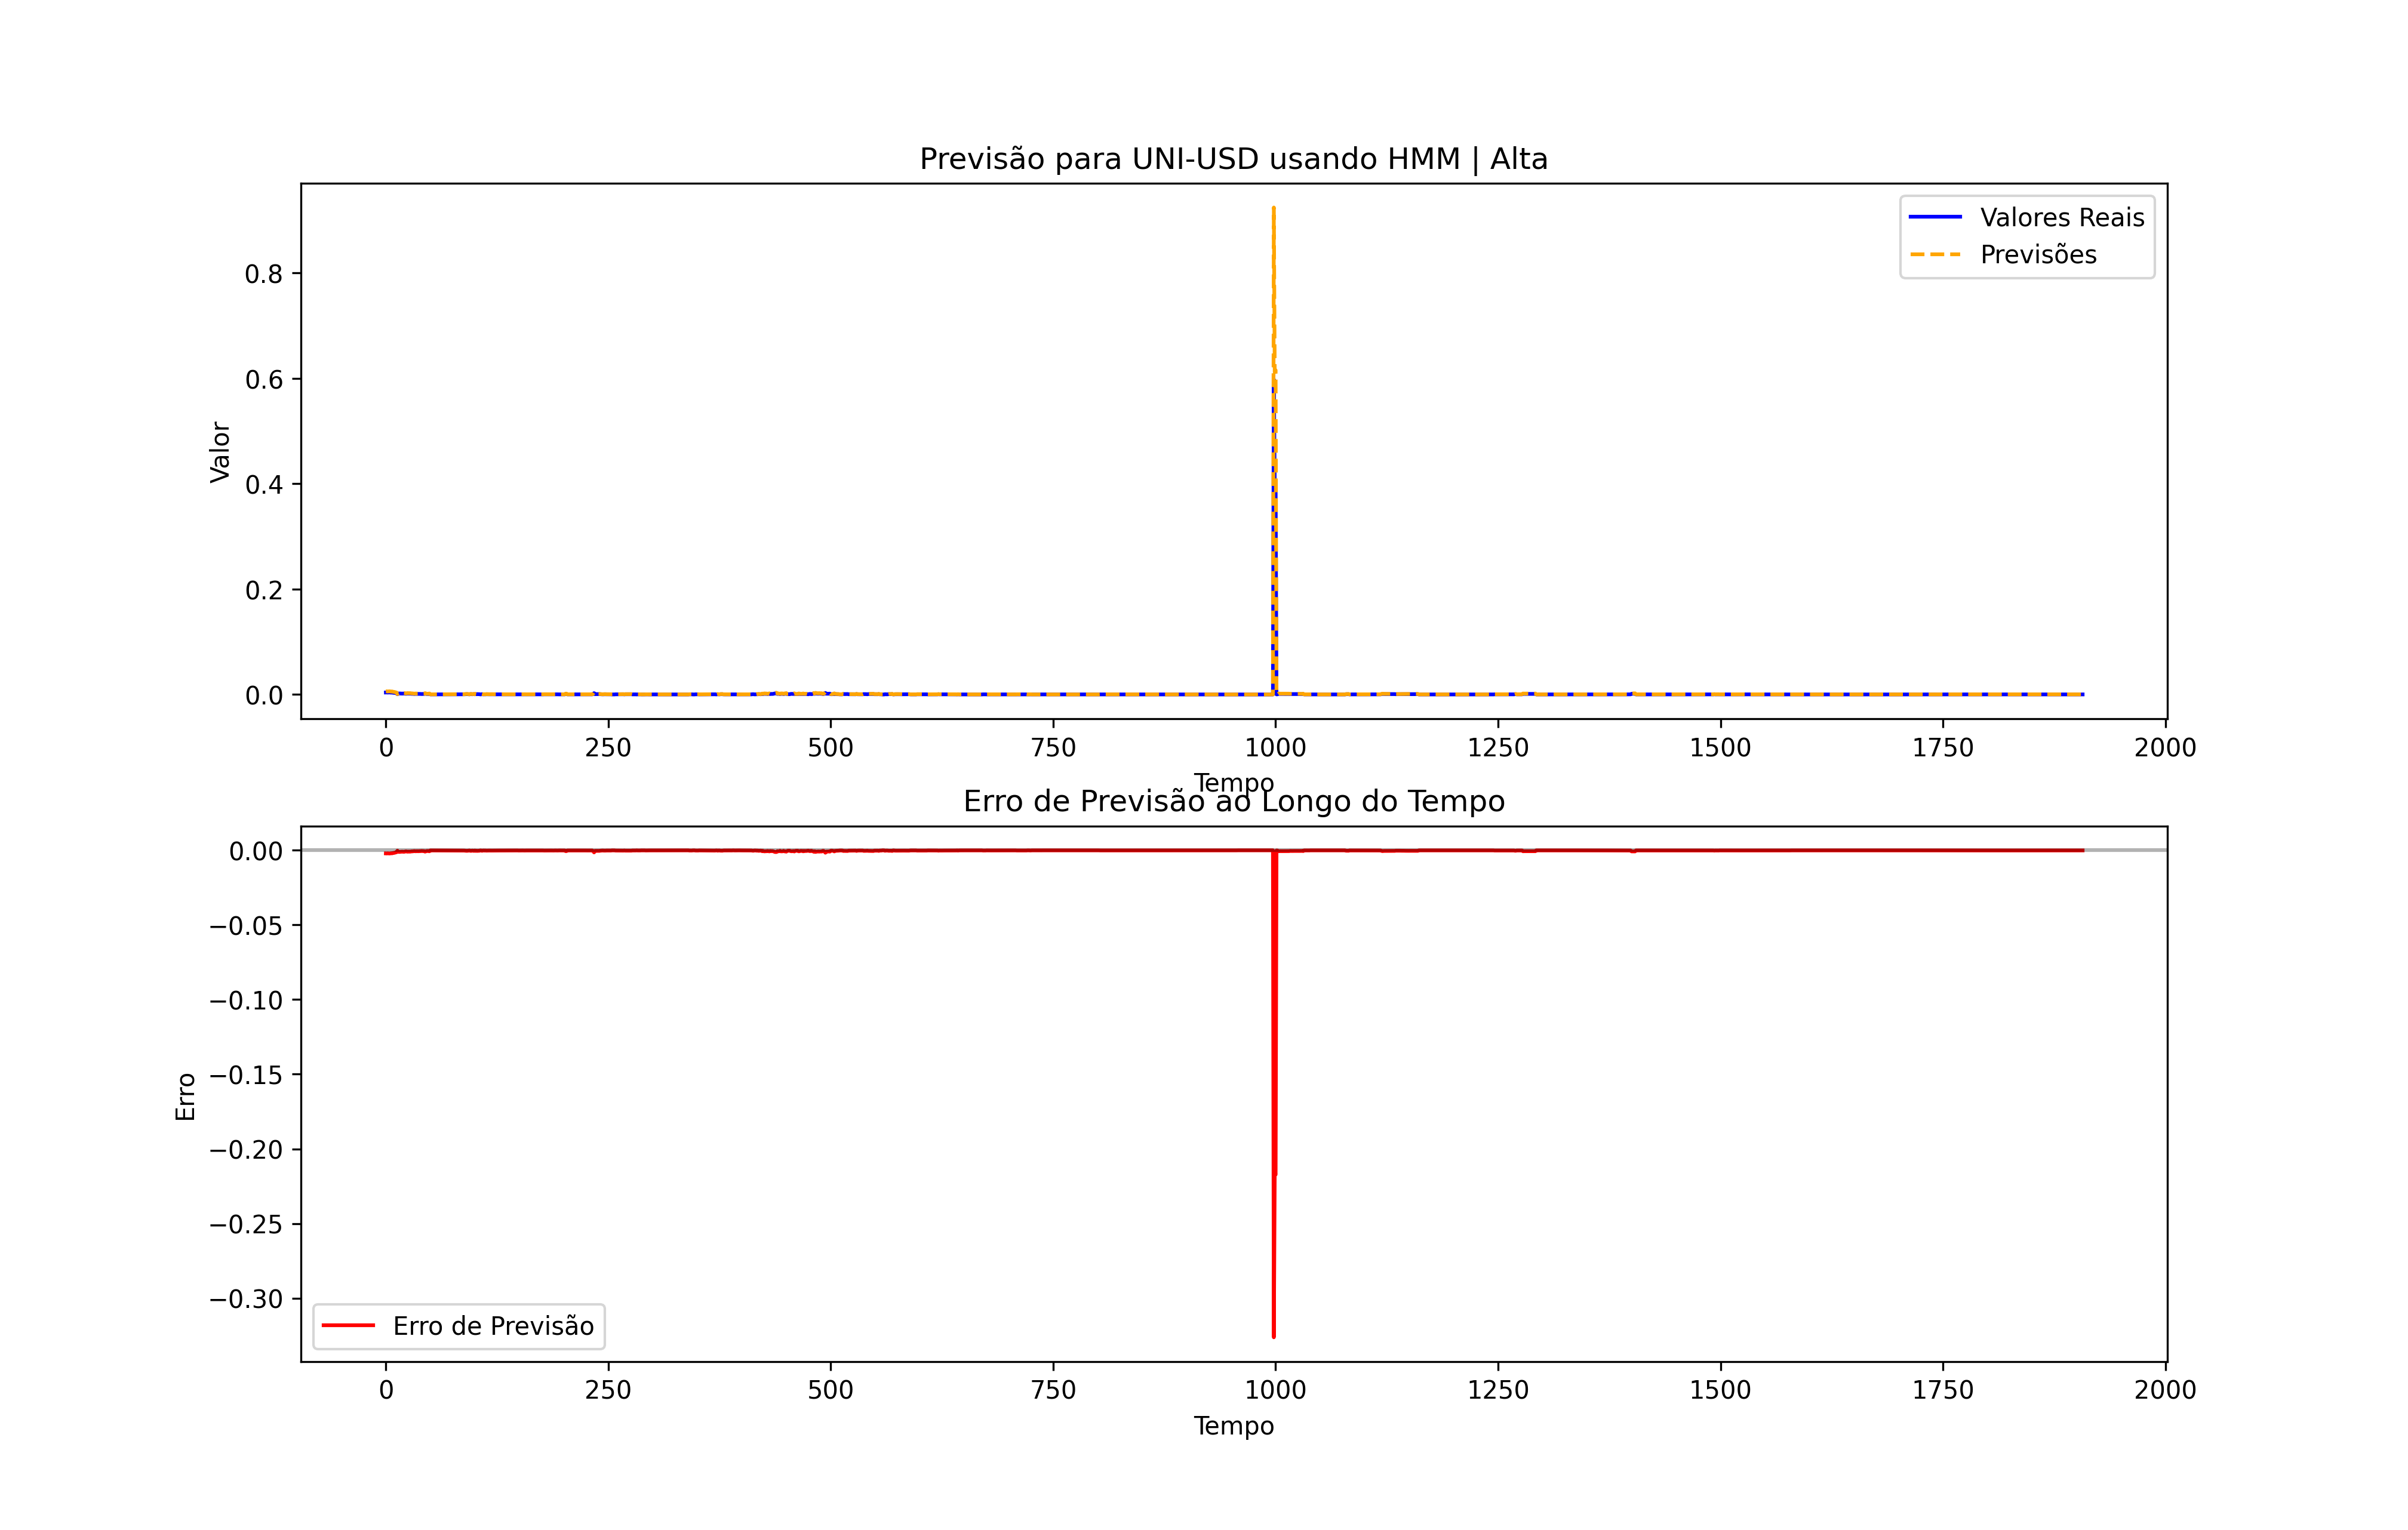 Previsão para UNI-USD usando HMM | Alta
Valores Reais
Previsões
Valor
0.8
0.6
0.4
0.2
0.0
0 250 500 750 1000 1250 1500 1750 2000
Tempo
Erro de Previsão ao Longo do Tempo
Erro
0.00
−0.05
−0.10
−0.15
−0.20
−0.25
−0.30
Erro de Previsão
0 250 500 750 1000 1250 1500 1750 2000
Tempo